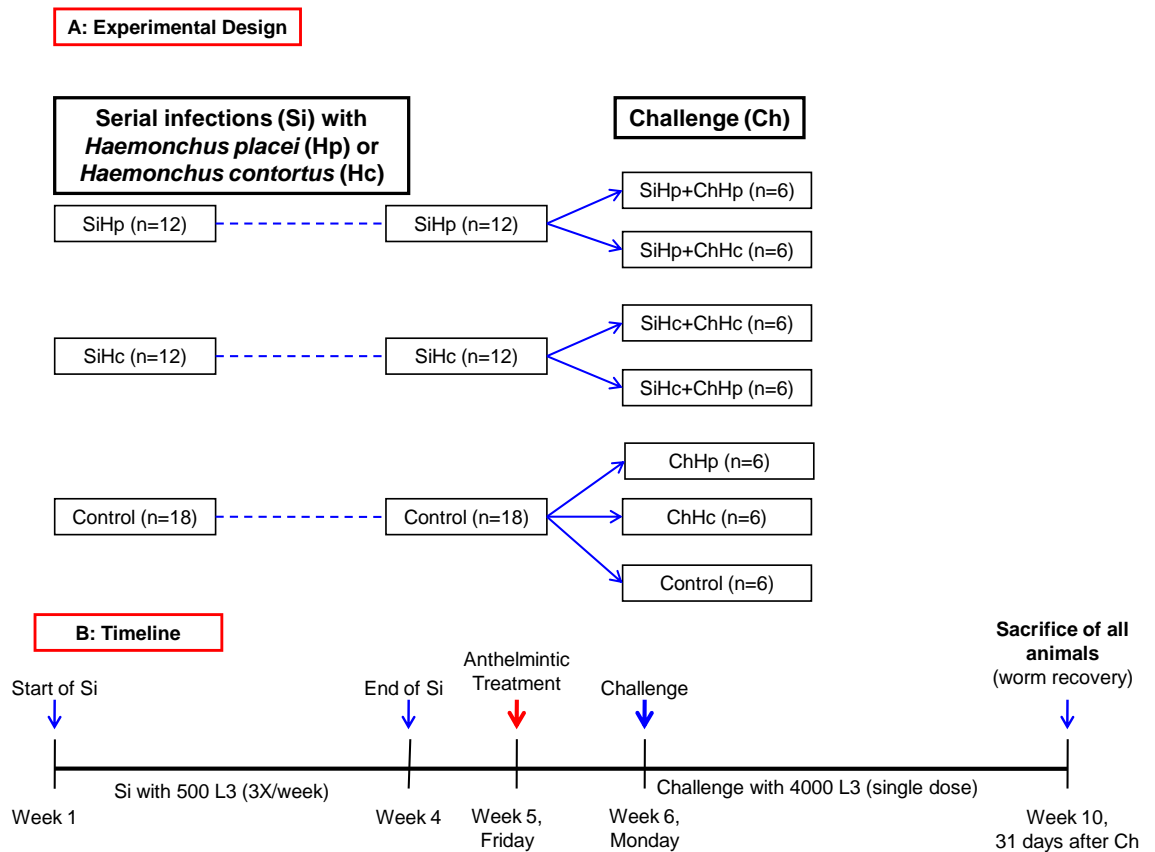 A: Experimental Design
Serial infections (Si) with
Haemonchus placei (Hp) or
Haemonchus contortus (Hc)
Challenge (Ch)
SiHp (n=12)
SiHp (n=12)
SiHp+ChHp (n=6)
SiHp+ChHc (n=6)
SiHc (n=12)
SiHc (n=12)
SiHc+ChHc (n=6)
SiHc+ChHp (n=6)
Control (n=18)
Control (n=18)
ChHp (n=6)
ChHc (n=6)
Control (n=6)
B: Timeline
Start of Si
End of Si
Anthelmintic
Treatment
Challenge
Sacrifice of all
animals
(worm recovery)
Si with 500 L3 (3X/week)
Challenge with 4000 L3 (single dose)
Week 1
Week 4
Week 5,
Friday
Week 6,
Monday
Week 10,
31 days after Ch